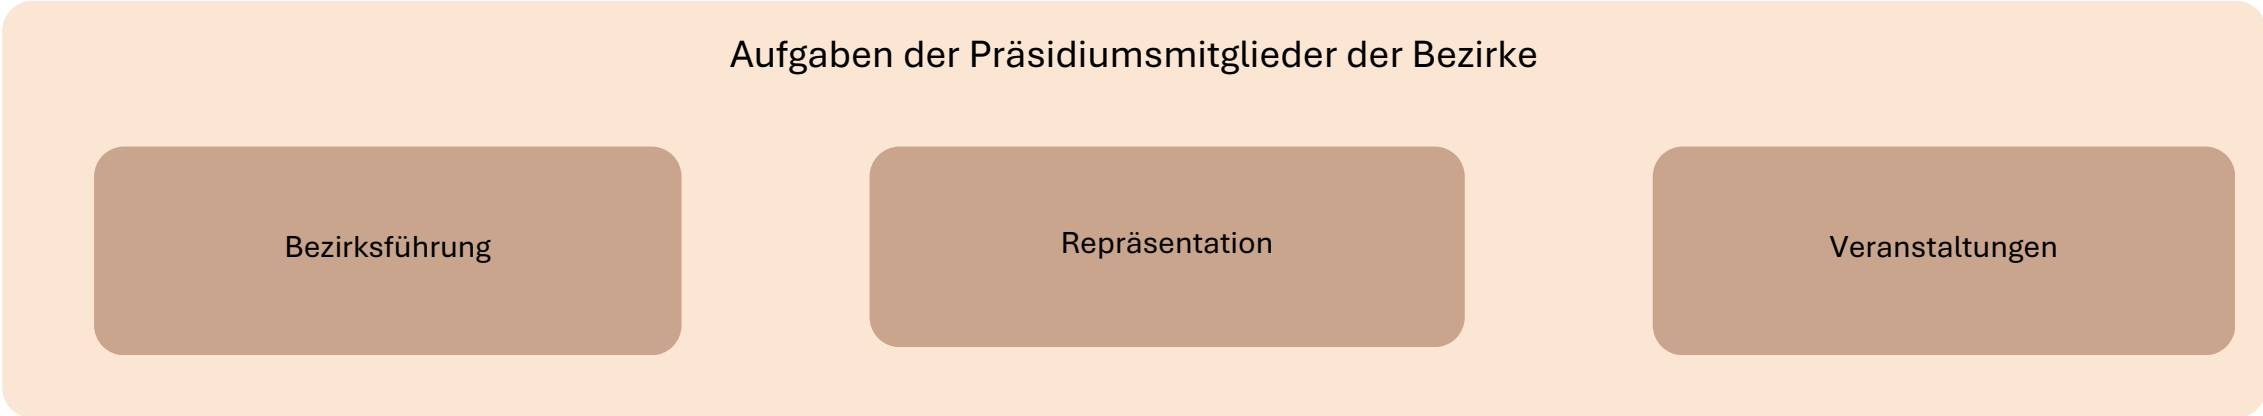 Aufgaben der Präsidiumsmitglieder der Bezirke
Bezirksführung
Repräsentation
Veranstaltungen